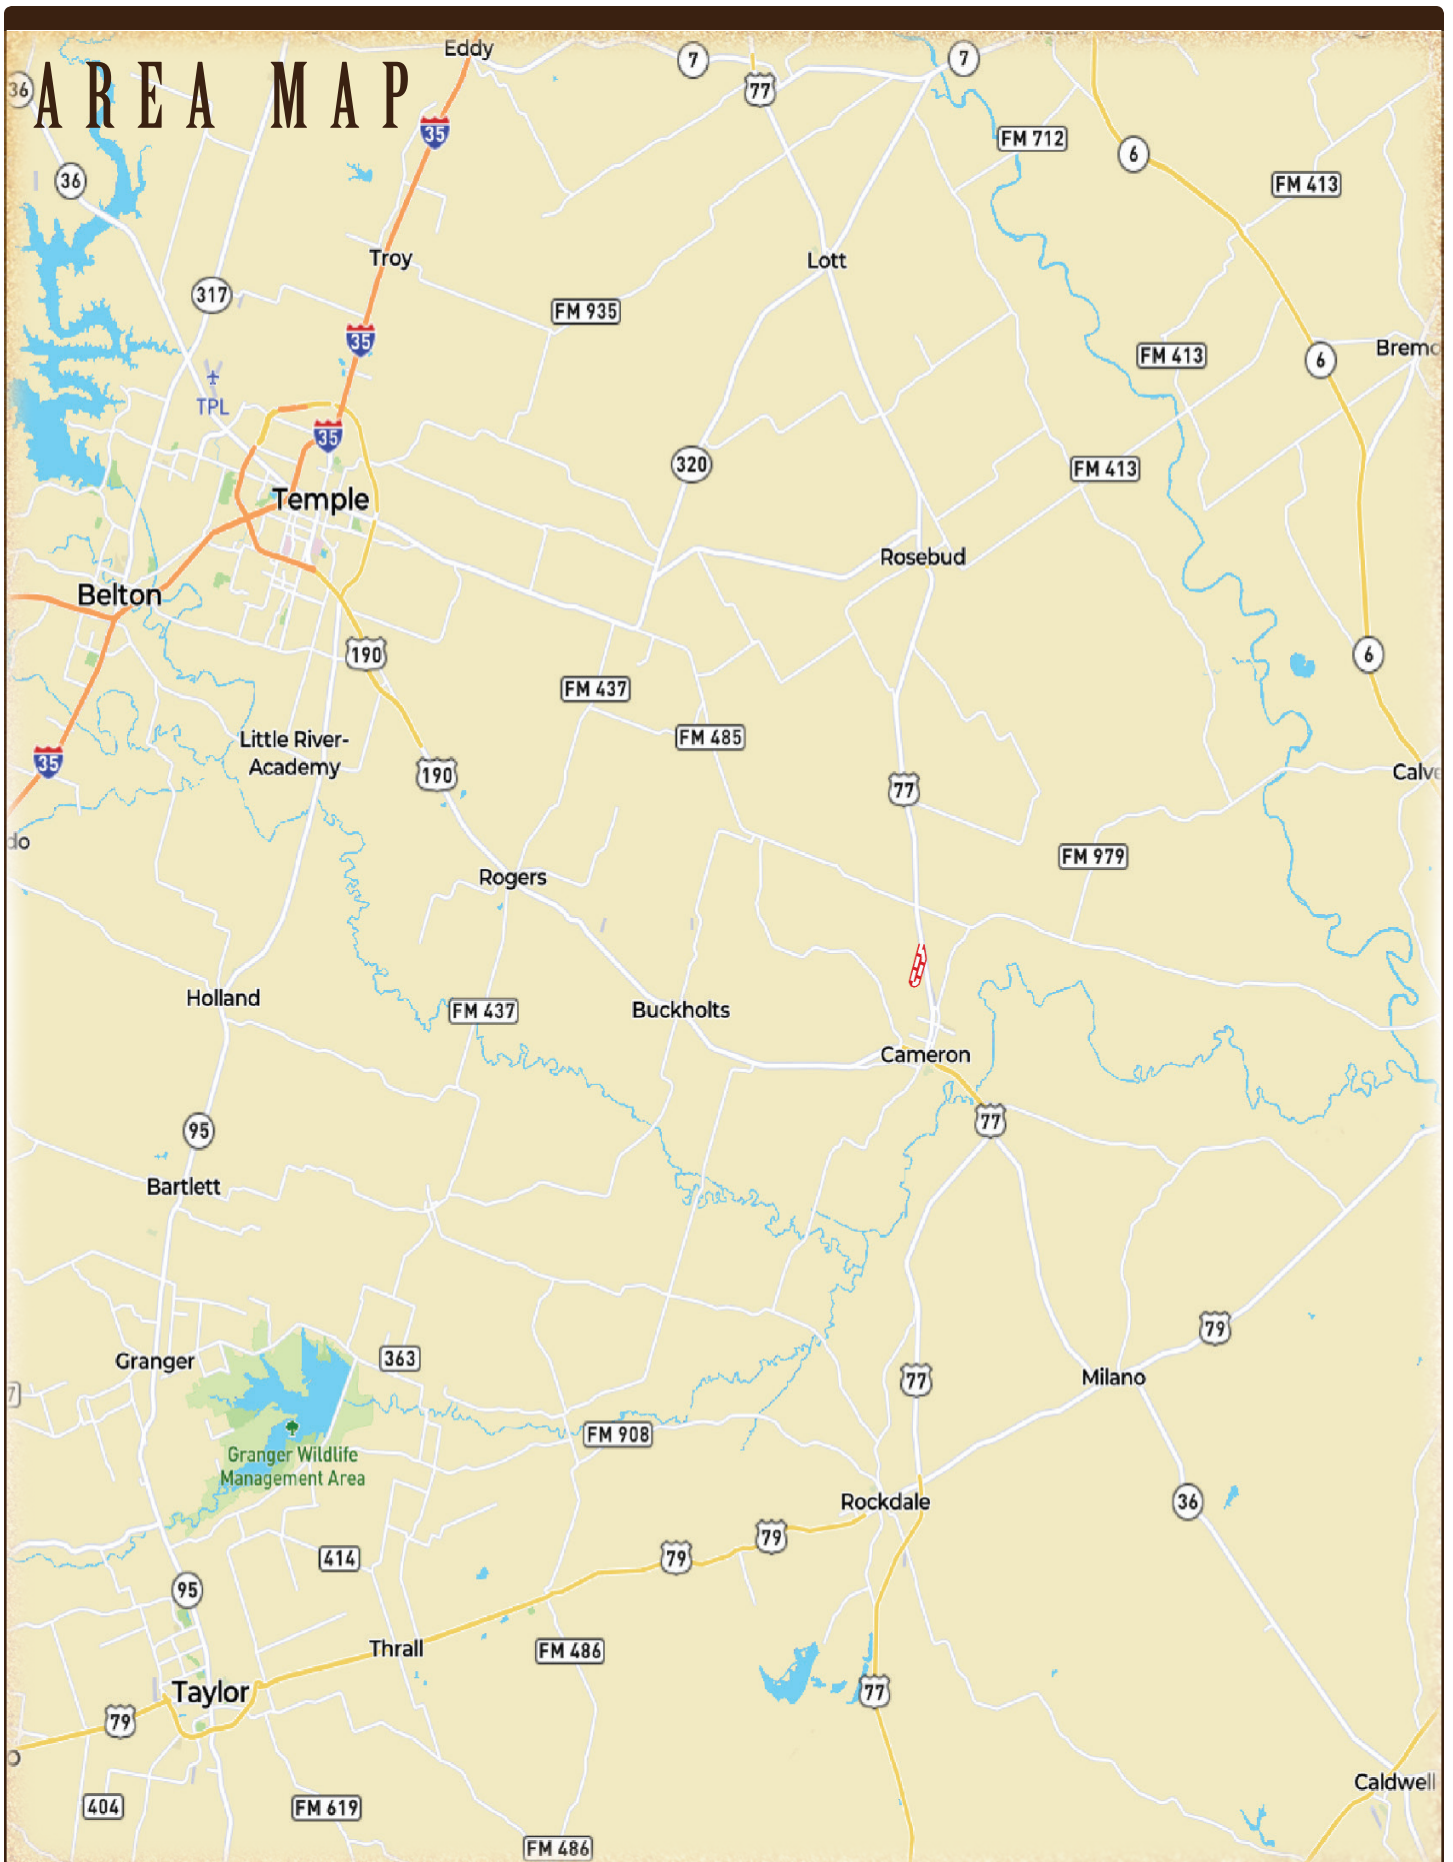 AREA MAP
Eddy
7
7
77
36
35
FM 712
6
36
FM 413
Troy
Lott
317
FM 935
35
6
FM 413
Bremo
TPL
35
320
FM 413
Temple
Rosebud
Belton
190
6
FM 437
FM 485
Little River-
Academy
35
190
77
Calve
do
FM 979
Rogers
Holland
FM 437
Buckholts
Cameron
95
77
Bartlett
79
Granger
363
77
Milano
7
FM 908
Granger Wildlife
Management Area
Rockdale
36
79
79
414
95
Thrall
FM 486
Taylor
77
79
o
Caldwell
404
FM 619
FM 486